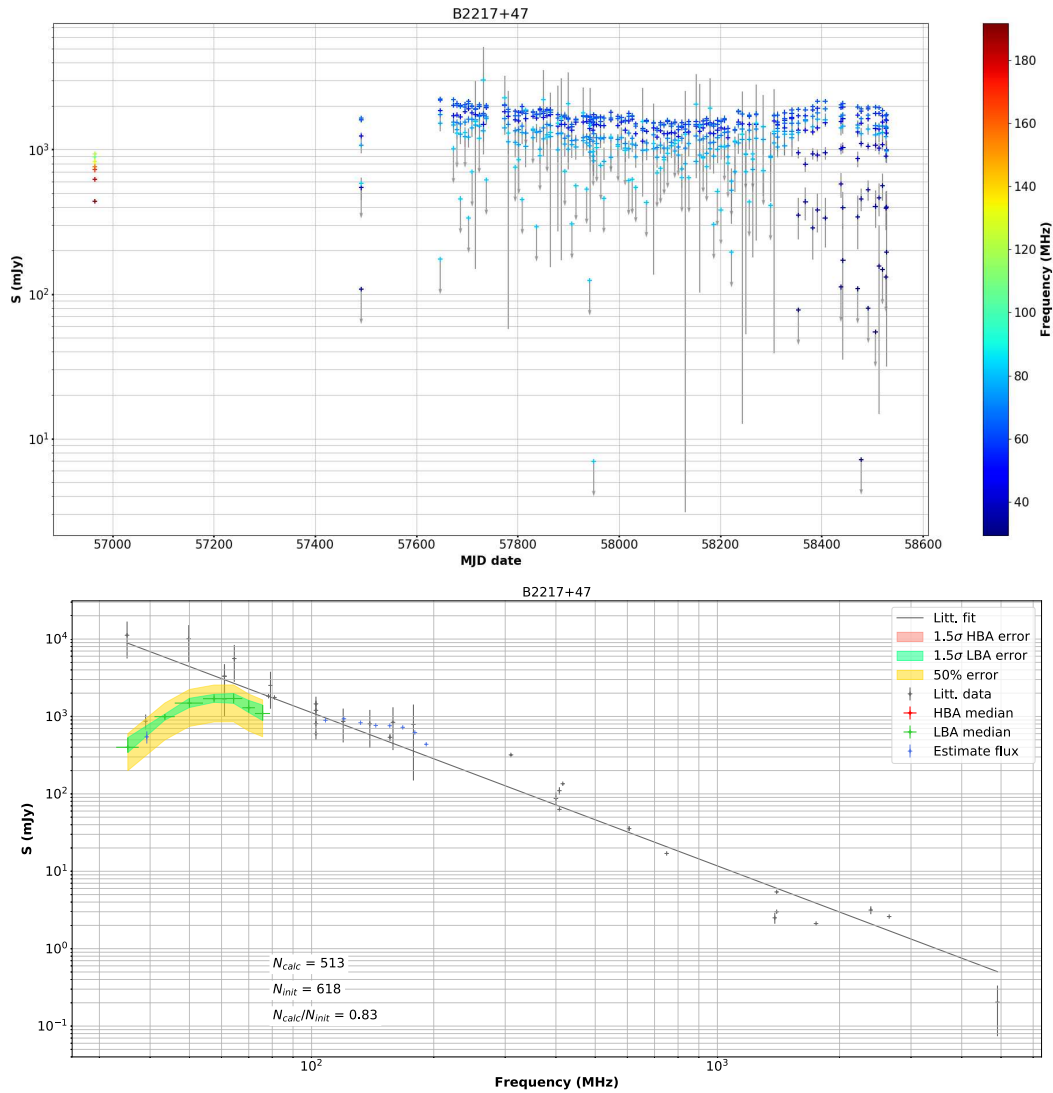 B2217+47
S (mJy)
10³
10²
10¹
57000 57200 57400 57600 57800 58000 58200 58400 58600
MJD date
180
160
140
120
100
80
60
40
Frequency (MHz)
B2217+47
S (mJy)
10⁴
10³
10²
10¹
10⁰
10⁻¹
Litt. fit
1.5σ HBA error
1.5σ LBA error
50% error
Litt. data
HBA median
LBA median
Estimate flux
N_calc = 513
N_init = 618
N_calc/N_init = 0.83
10² 10³
Frequency (MHz)